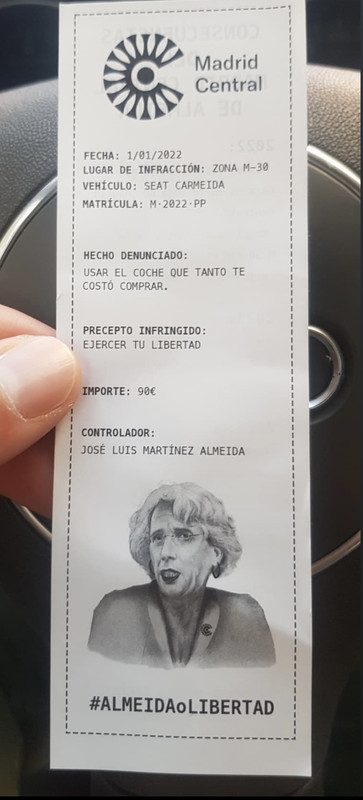 Madrid
Central
FECHA: 1/01/2022
LUGAR DE INFRACCIÓN: ZONA M-30
VEHÍCULO: SEAT CARMEIDA
MATRÍCULA: M·2022·PP
HECHO DENUNCIADO:
USAR EL COCHE QUE TANTO TE
COSTÓ COMPRAR.
PRECEPTO INFRINGIDO:
EJERCER TU LIBERTAD
IMPORTE: 90€
CONTROLADOR:
JOSÉ LUIS MARTÍNEZ ALMEIDA
#ALMEIDAoLIBERTAD